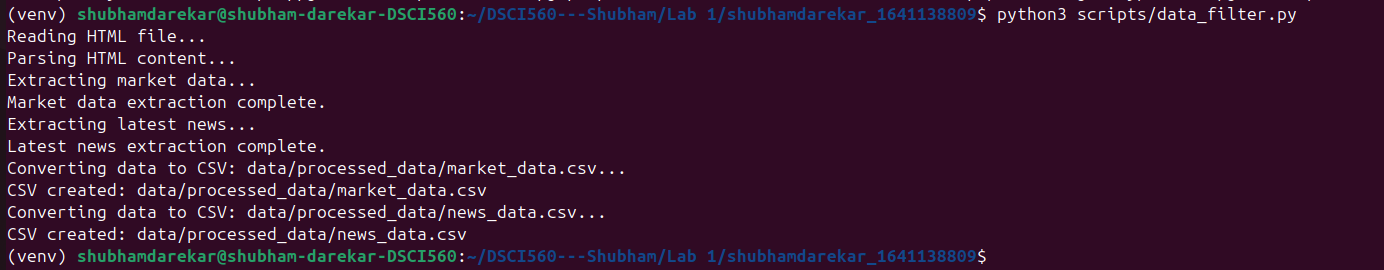 (venv) shubhamdarekar@shubham-darekar-DSCI560:~/DSCI560---Shubham/Lab 1/shubhamdarekar_1641138809$ python3 scripts/data_filter.py
Reading HTML file...
Parsing HTML content...
Extracting market data...
Market data extraction complete.
Extracting latest news...
Latest news extraction complete.
Converting data to CSV: data/processed_data/market_data.csv...
CSV created: data/processed_data/market_data.csv
Converting data to CSV: data/processed_data/news_data.csv...
CSV created: data/processed_data/news_data.csv
(venv) shubhamdarekar@shubham-darekar-DSCI560:~/DSCI560---Shubham/Lab 1/shubhamdarekar_1641138809$